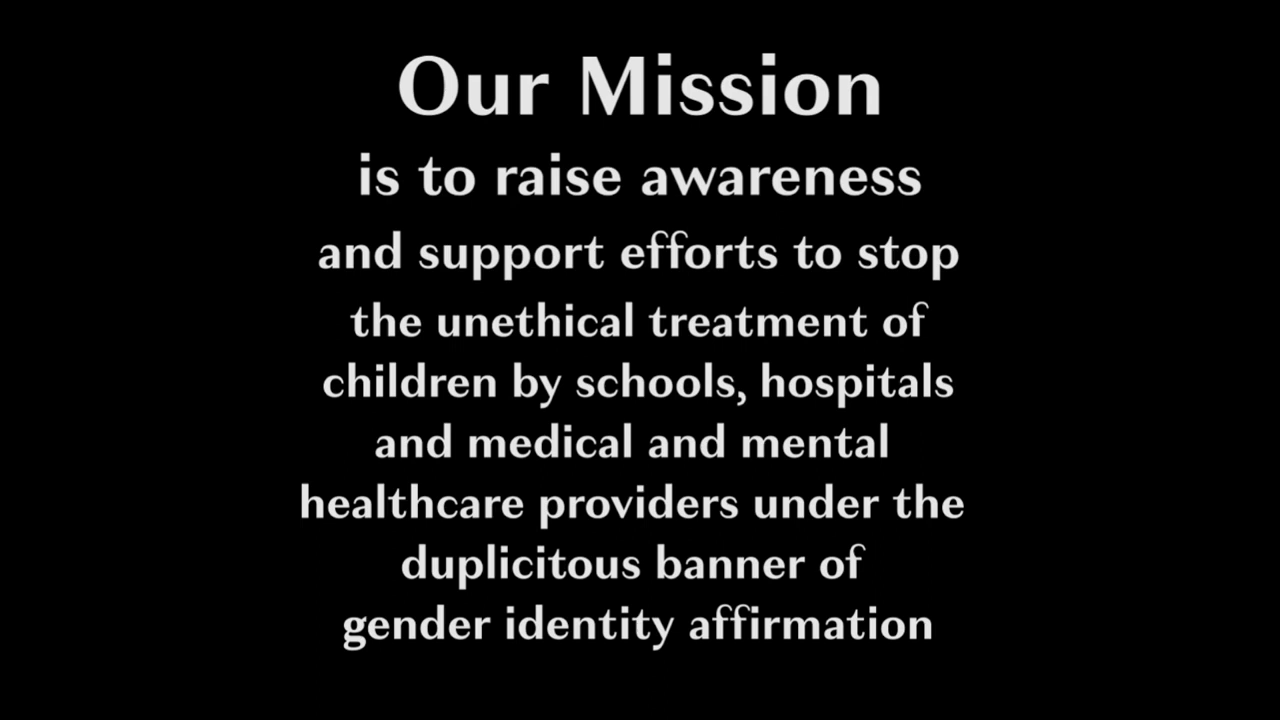 Our Mission
is to raise awareness
and support efforts to stop
the unethical treatment of
children by schools, hospitals
and medical and mental
healthcare providers under the
duplicitous banner of
gender identity affirmation